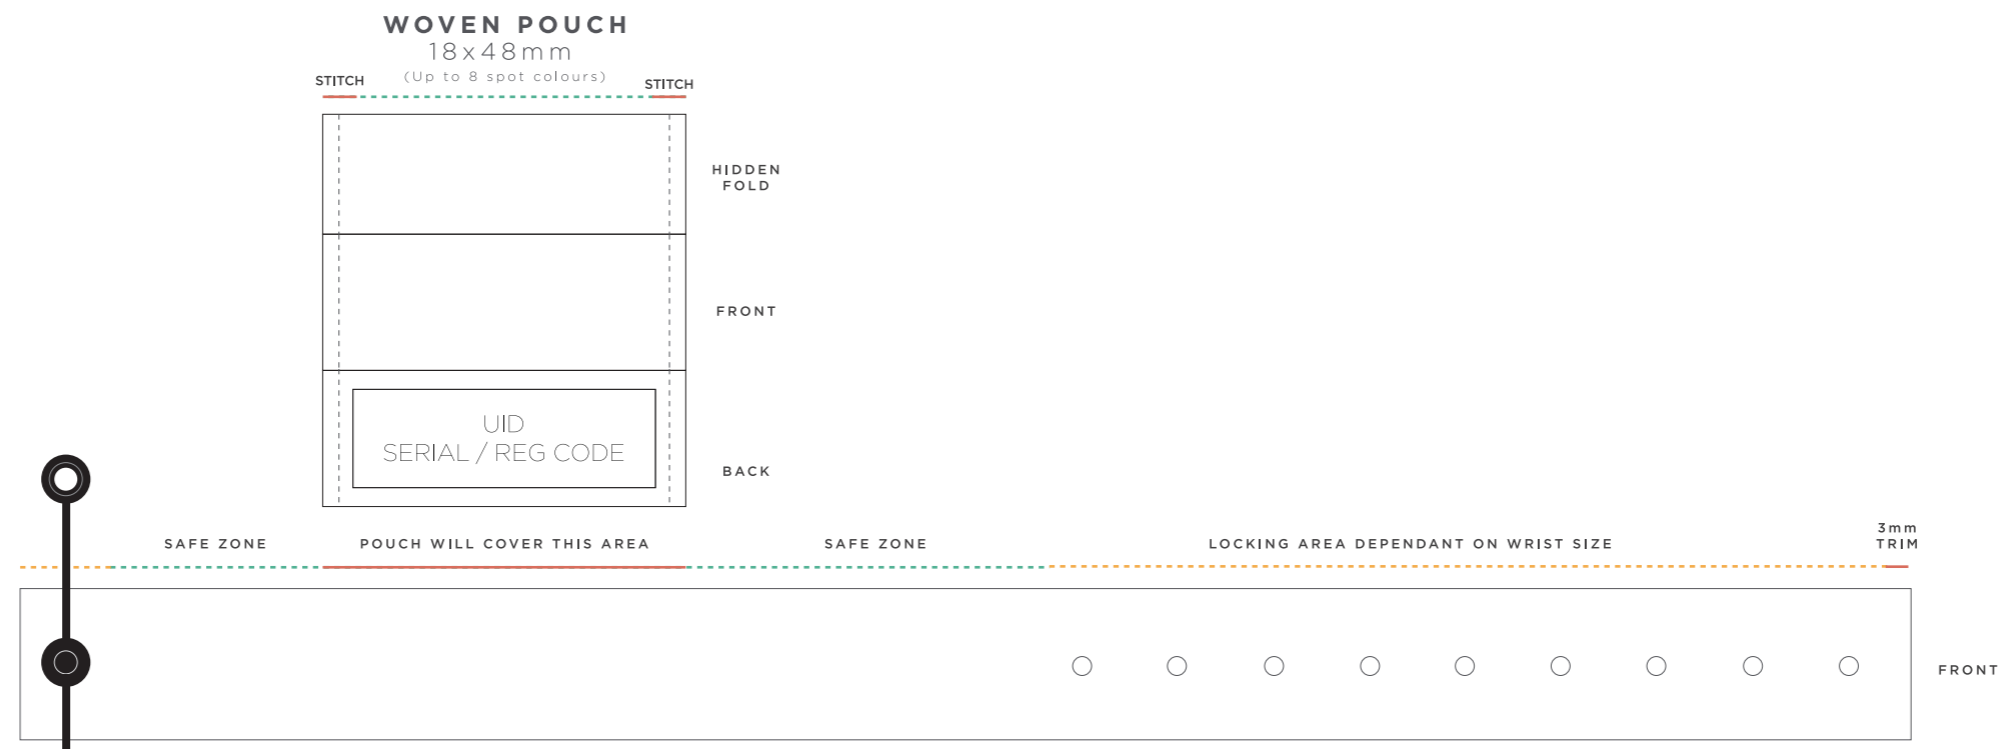 WOVEN POUCH
18x48mm
(Up to 8 spot colours)
STITCH
STITCH
HIDDEN
FOLD
FRONT
UID
SERIAL / REG CODE
BACK
SAFE ZONE
POUCH WILL COVER THIS AREA
SAFE ZONE
LOCKING AREA DEPENDANT ON WRIST SIZE
3mm
TRIM
FRONT